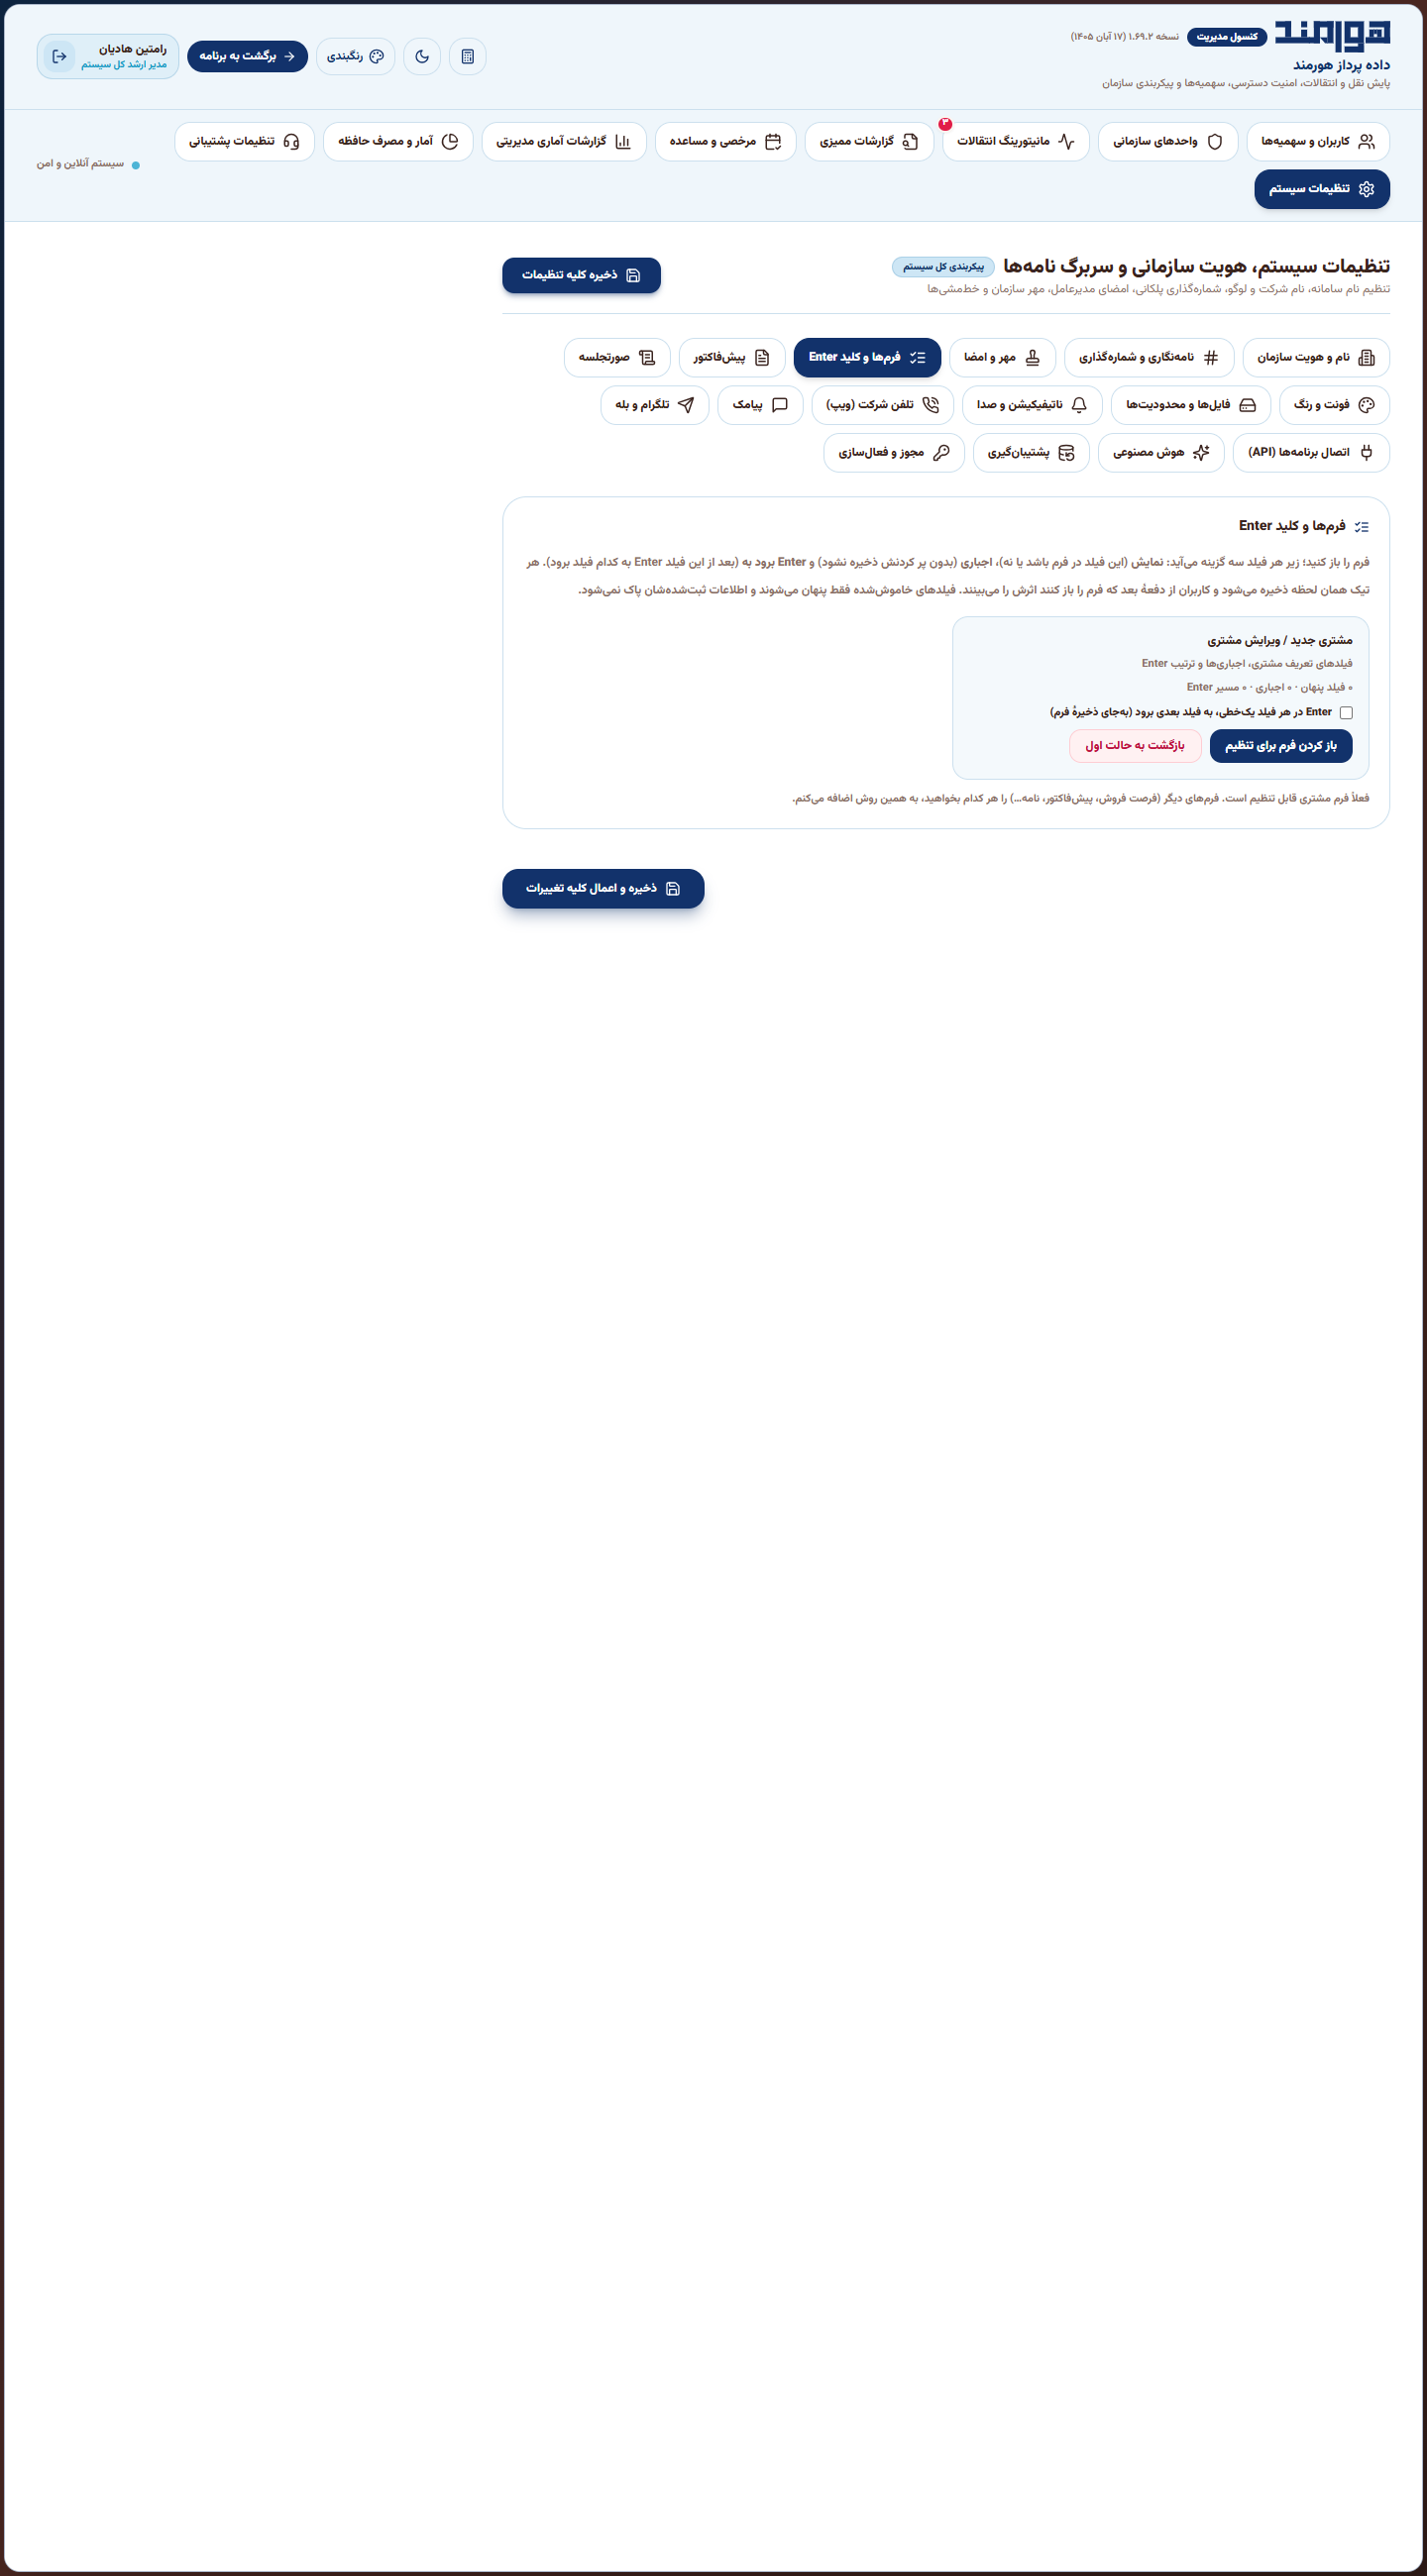 هورمند
کنسول مدیریت
نسخه ۱.۶۹.۲ (۱۷ آبان ۱۴۰۵)
داده پرداز هورمند
پایش نقل و انتقالات، امنیت دسترسی، سهمیه‌ها و پیکربندی سازمان
رنگبندی
برگشت به برنامه
رامتین هادیان
مدیر ارشد کل سیستم
کاربران و سهمیه‌ها
واحدهای سازمانی
مانیتورینگ انتقالات
۳
گزارشات ممیزی
مرخصی و مساعده
گزارشات آماری مدیریتی
آمار و مصرف حافظه
تنظیمات پشتیبانی
تنظیمات سیستم
سیستم آنلاین و امن
تنظیمات سیستم، هویت سازمانی و سربرگ نامه‌ها
پیکربندی کل سیستم
تنظیم نام سامانه، نام شرکت و لوگو، شماره‌گذاری پلکانی، امضای مدیرعامل، مهر سازمان و خط‌مشی‌ها
ذخیره کلیه تنظیمات
نام و هویت سازمان
نامه‌نگاری و شماره‌گذاری
مهر و امضا
فرم‌ها و کلید Enter
پیش‌فاکتور
صورتجلسه
فونت و رنگ
فایل‌ها و محدودیت‌ها
ناتیفیکیشن و صدا
تلفن شرکت (ویپ)
پیامک
تلگرام و بله
اتصال برنامه‌ها (API)
هوش مصنوعی
پشتیبان‌گیری
مجوز و فعال‌سازی
فرم‌ها و کلید Enter
فرم را باز کنید؛ زیر هر فیلد سه گزینه می‌آید: نمایش (این فیلد در فرم باشد یا نه)، اجباری (بدون پر کردنش ذخیره نشود) و Enter برود به (بعد از این فیلد Enter به کدام فیلد برود). هر
تیک همان لحظه ذخیره می‌شود و کاربران از دفعهٔ بعد که فرم را باز کنند اثرش را می‌بینند. فیلدهای خاموش‌شده فقط پنهان می‌شوند و اطلاعات ثبت‌شده‌شان پاک نمی‌شود.
مشتری جدید / ویرایش مشتری
فیلدهای تعریف مشتری، اجباری‌ها و ترتیب Enter
۰ فیلد پنهان · ۰ اجباری · ۰ مسیر Enter
Enter در هر فیلد یک‌خطی، به فیلد بعدی برود (به‌جای ذخیرهٔ فرم)
باز کردن فرم برای تنظیم
بازگشت به حالت اول
فعلاً فرم مشتری قابل تنظیم است. فرم‌های دیگر (فرصت فروش، پیش‌فاکتور، نامه...) را هر کدام بخواهید، به همین روش اضافه می‌کنم.
ذخیره و اعمال کلیه تغییرات